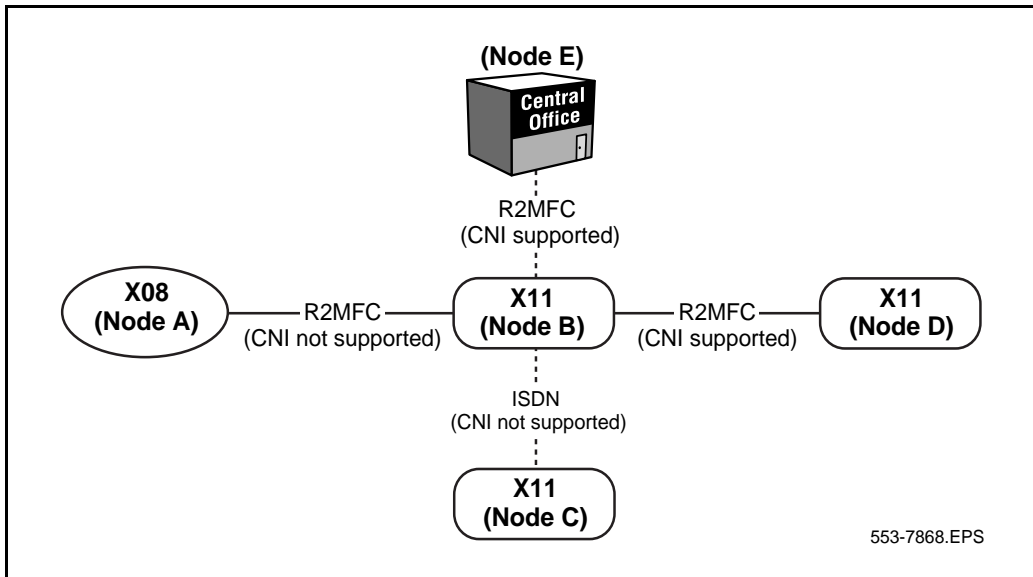 (Node E)
Central
Office
R2MFC
(CNI supported)
X08
(Node A)
R2MFC
(CNI not supported)
X11
(Node B)
R2MFC
(CNI supported)
X11
(Node D)
ISDN
(CNI not supported)
X11
(Node C)
553-7868.EPS